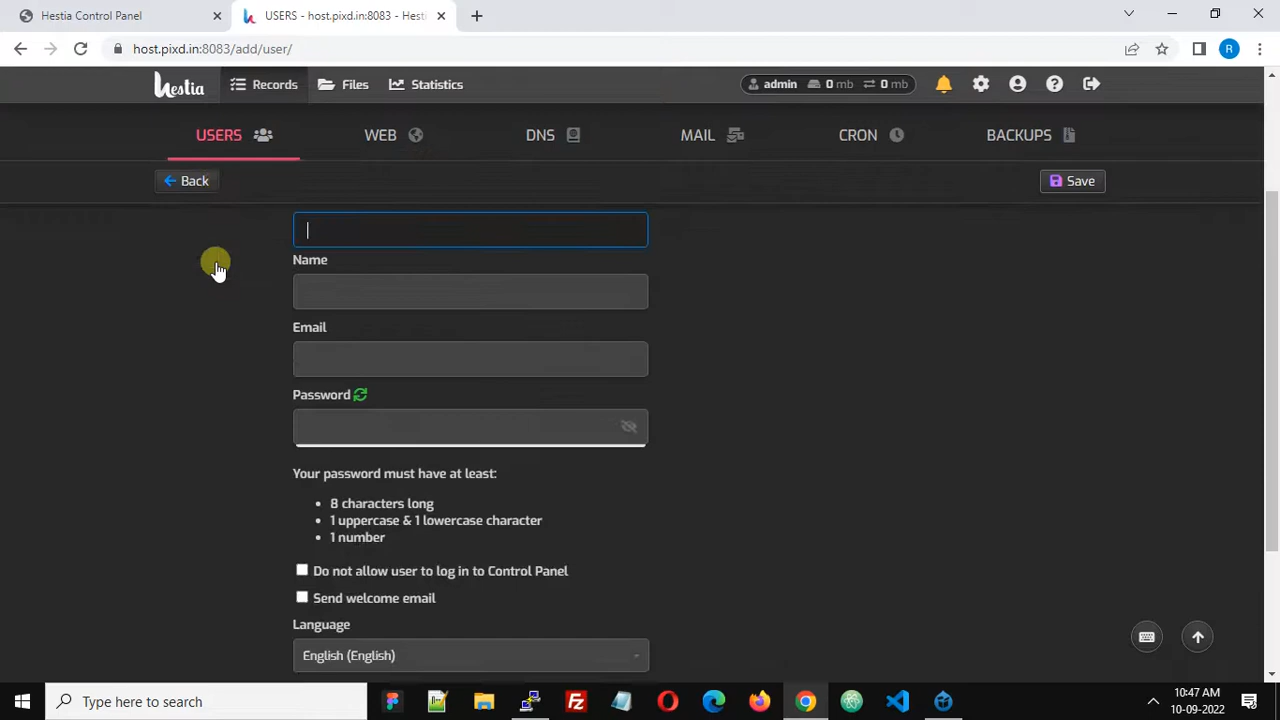 Hestia Control Panel
USERS - host.pixd.in:8083 - Hesti
host.pixd.in:8083/add/user/
R
hestia
Records
Files
Statistics
admin 0 mb 0 mb
USERS
WEB
DNS
MAIL
CRON
BACKUPS
Back
Save
Name
Email
Password
Your password must have at least:
8 characters long
1 uppercase & 1 lowercase character
1 number
Do not allow user to log in to Control Panel
Send welcome email
Language
English (English)
Type here to search
10:47 AM
10-09-2022